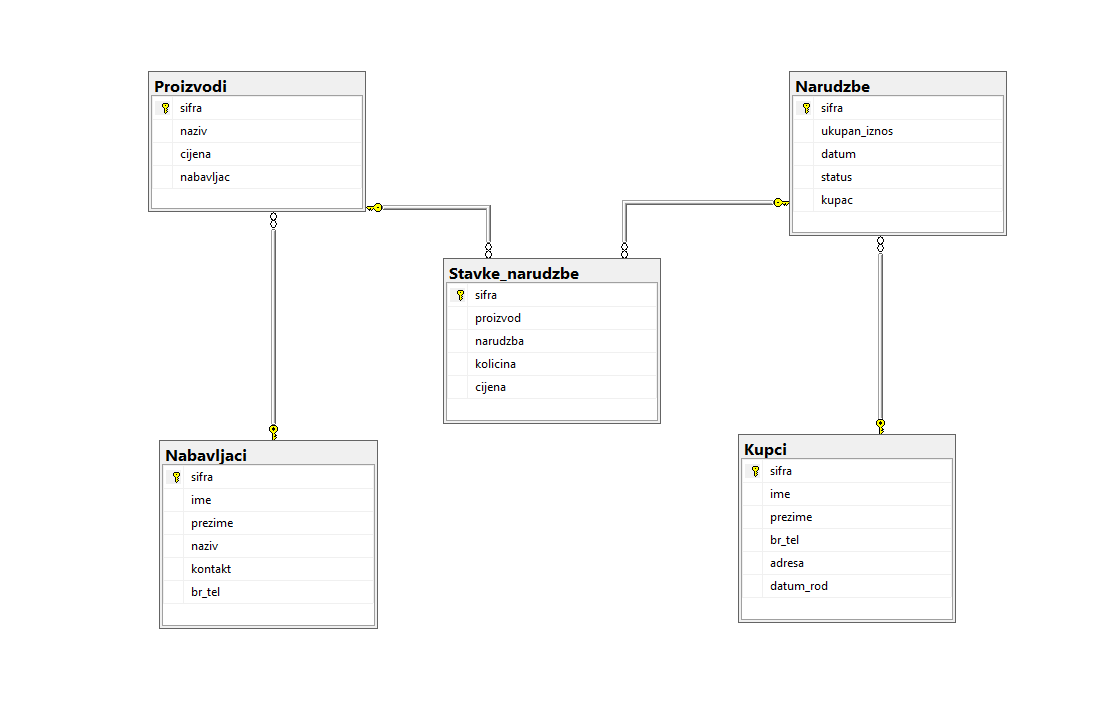 Proizvodi
sifra
naziv
cijena
nabavljac
Narudzbe
sifra
ukupan_iznos
datum
status
kupac
Stavke_narudzbe
sifra
proizvod
narudzba
kolicina
cijena
Nabavljaci
sifra
ime
prezime
naziv
kontakt
br_tel
Kupci
sifra
ime
prezime
br_tel
adresa
datum_rod